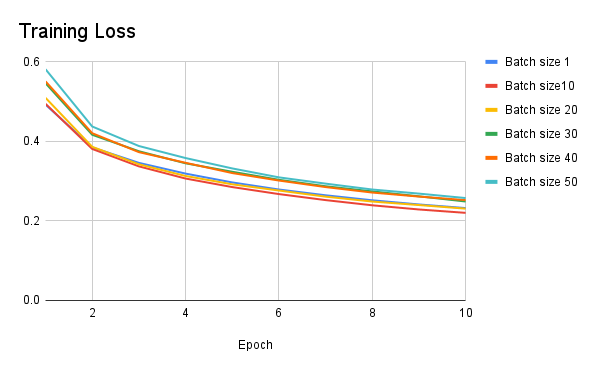 Training Loss
0.6
0.4
0.2
0.0
2
4
6
8
10
Epoch
Batch size 1
Batch size10
Batch size 20
Batch size 30
Batch size 40
Batch size 50